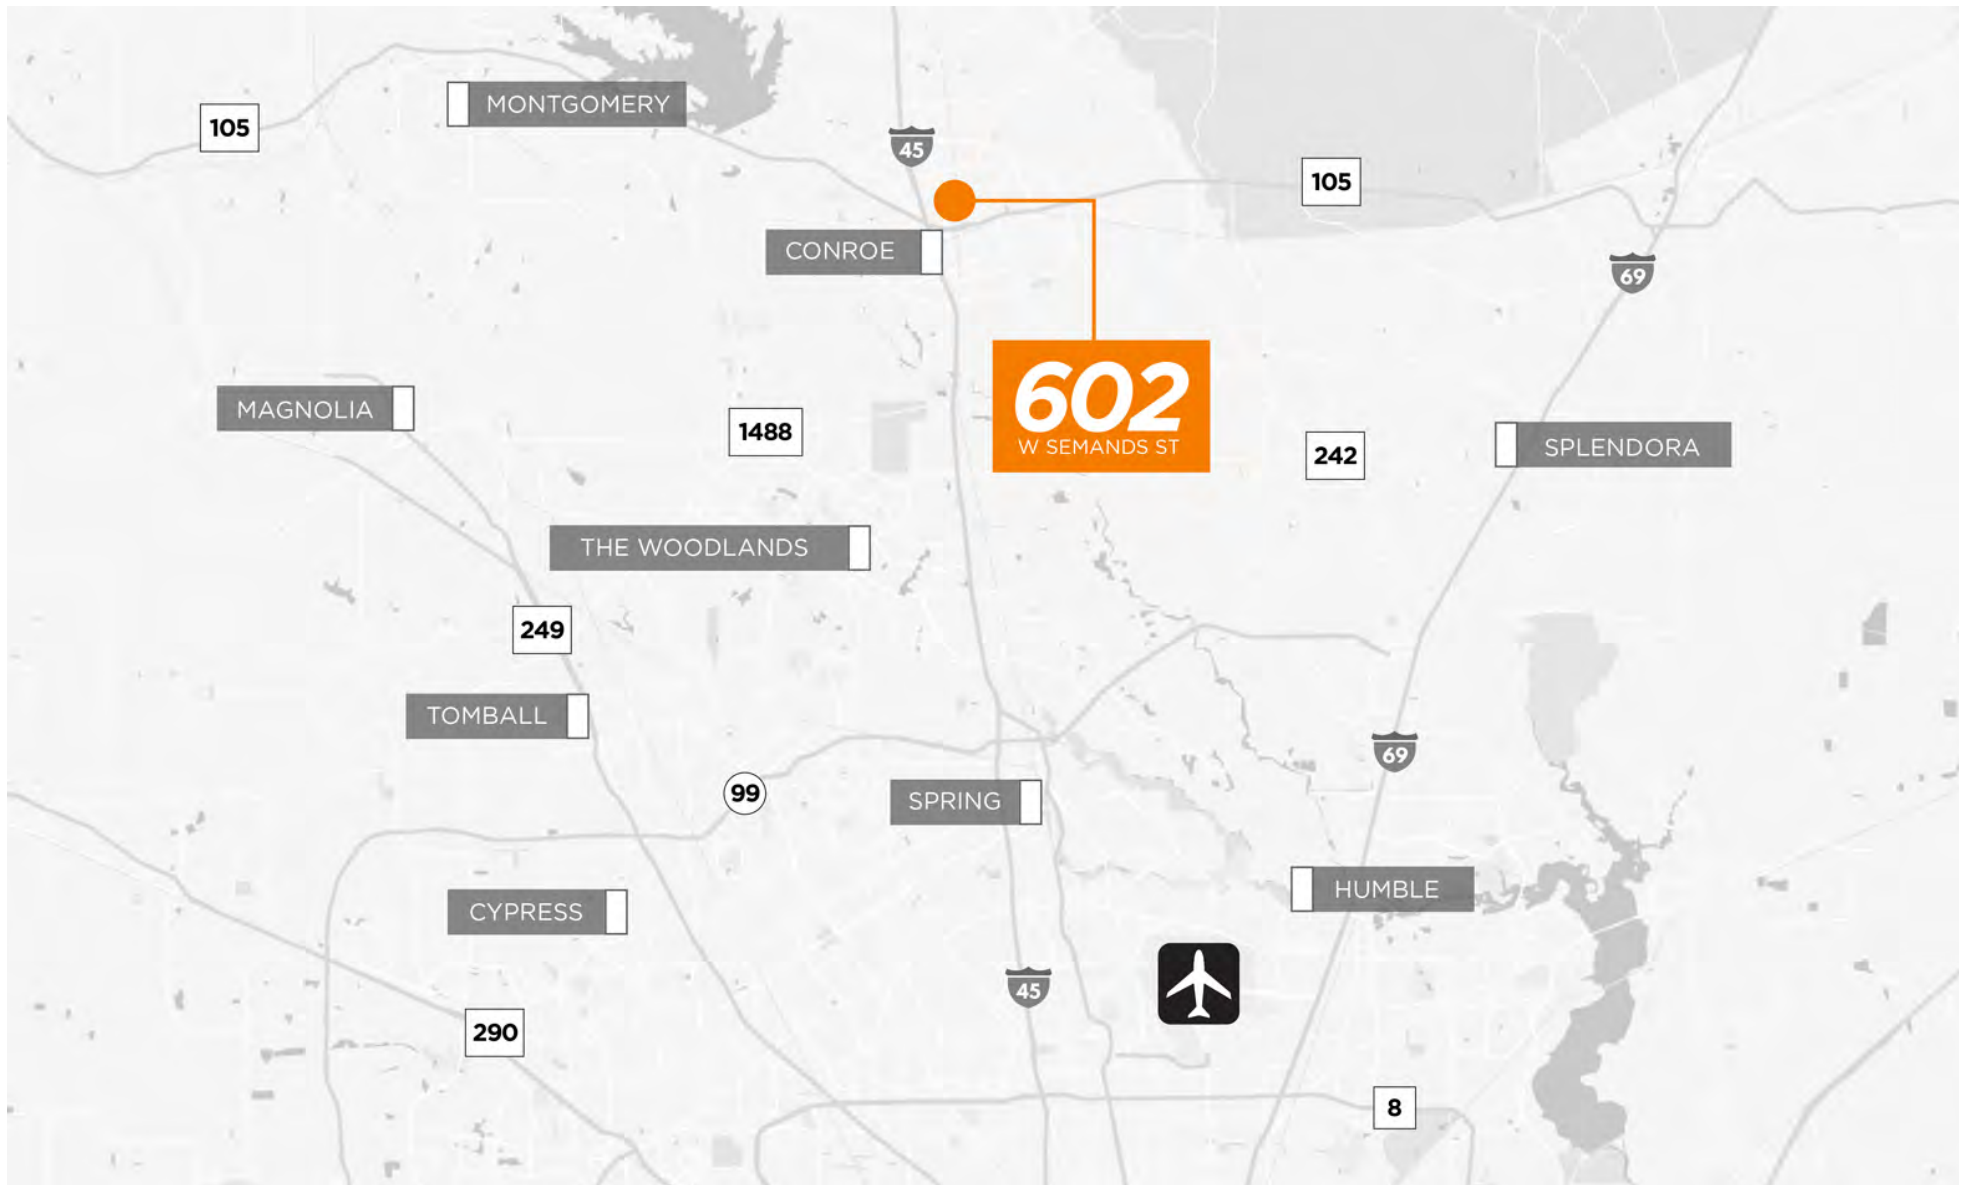 MONTGOMERY
105
45
105
CONROE
69
602
W SEMANDS ST
MAGNOLIA
1488
242
SPLENDORA
THE WOODLANDS
249
TOMBALL
69
99
SPRING
HUMBLE
CYPRESS
45
290
8